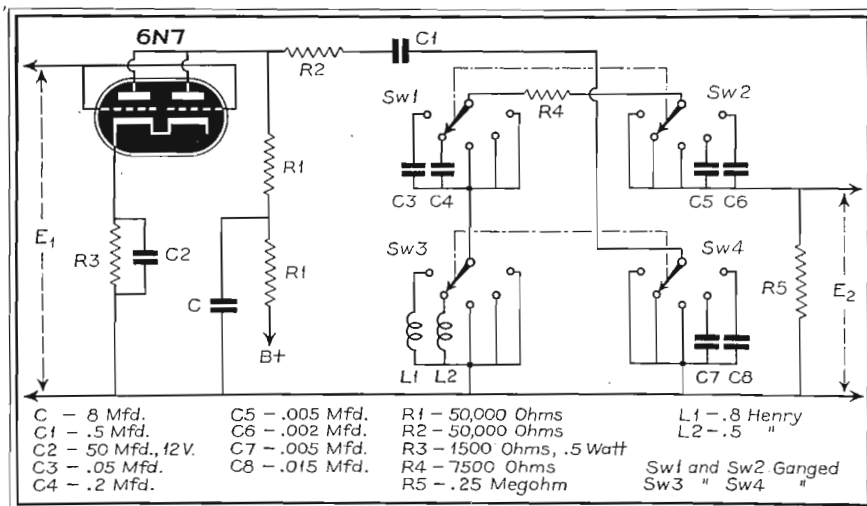 6N7
C1
R2
Sw1
R4
Sw2
R1
C3 C4
C5 C6
E1
R3
C2
R1
Sw3
Sw4
C
R5
E2
B+
L1 L2
C7 C8
C – 8 Mfd.
C1 – .5 Mfd.
C2 – 50 Mfd., 12V.
C3 – .05 Mfd.
C4 – .2 Mfd.
C5 – .005 Mfd.
C6 – .002 Mfd.
C7 – .005 Mfd.
C8 – .015 Mfd.
R1 – 50,000 Ohms
R2 – 50,000 Ohms
R3 – 1500 Ohms, .5 Watt
R4 – 7500 Ohms
R5 – .25 Megohm
L1 – .8 Henry
L2 – .5 "
Sw1 and Sw2 Ganged
Sw3 " Sw4 "